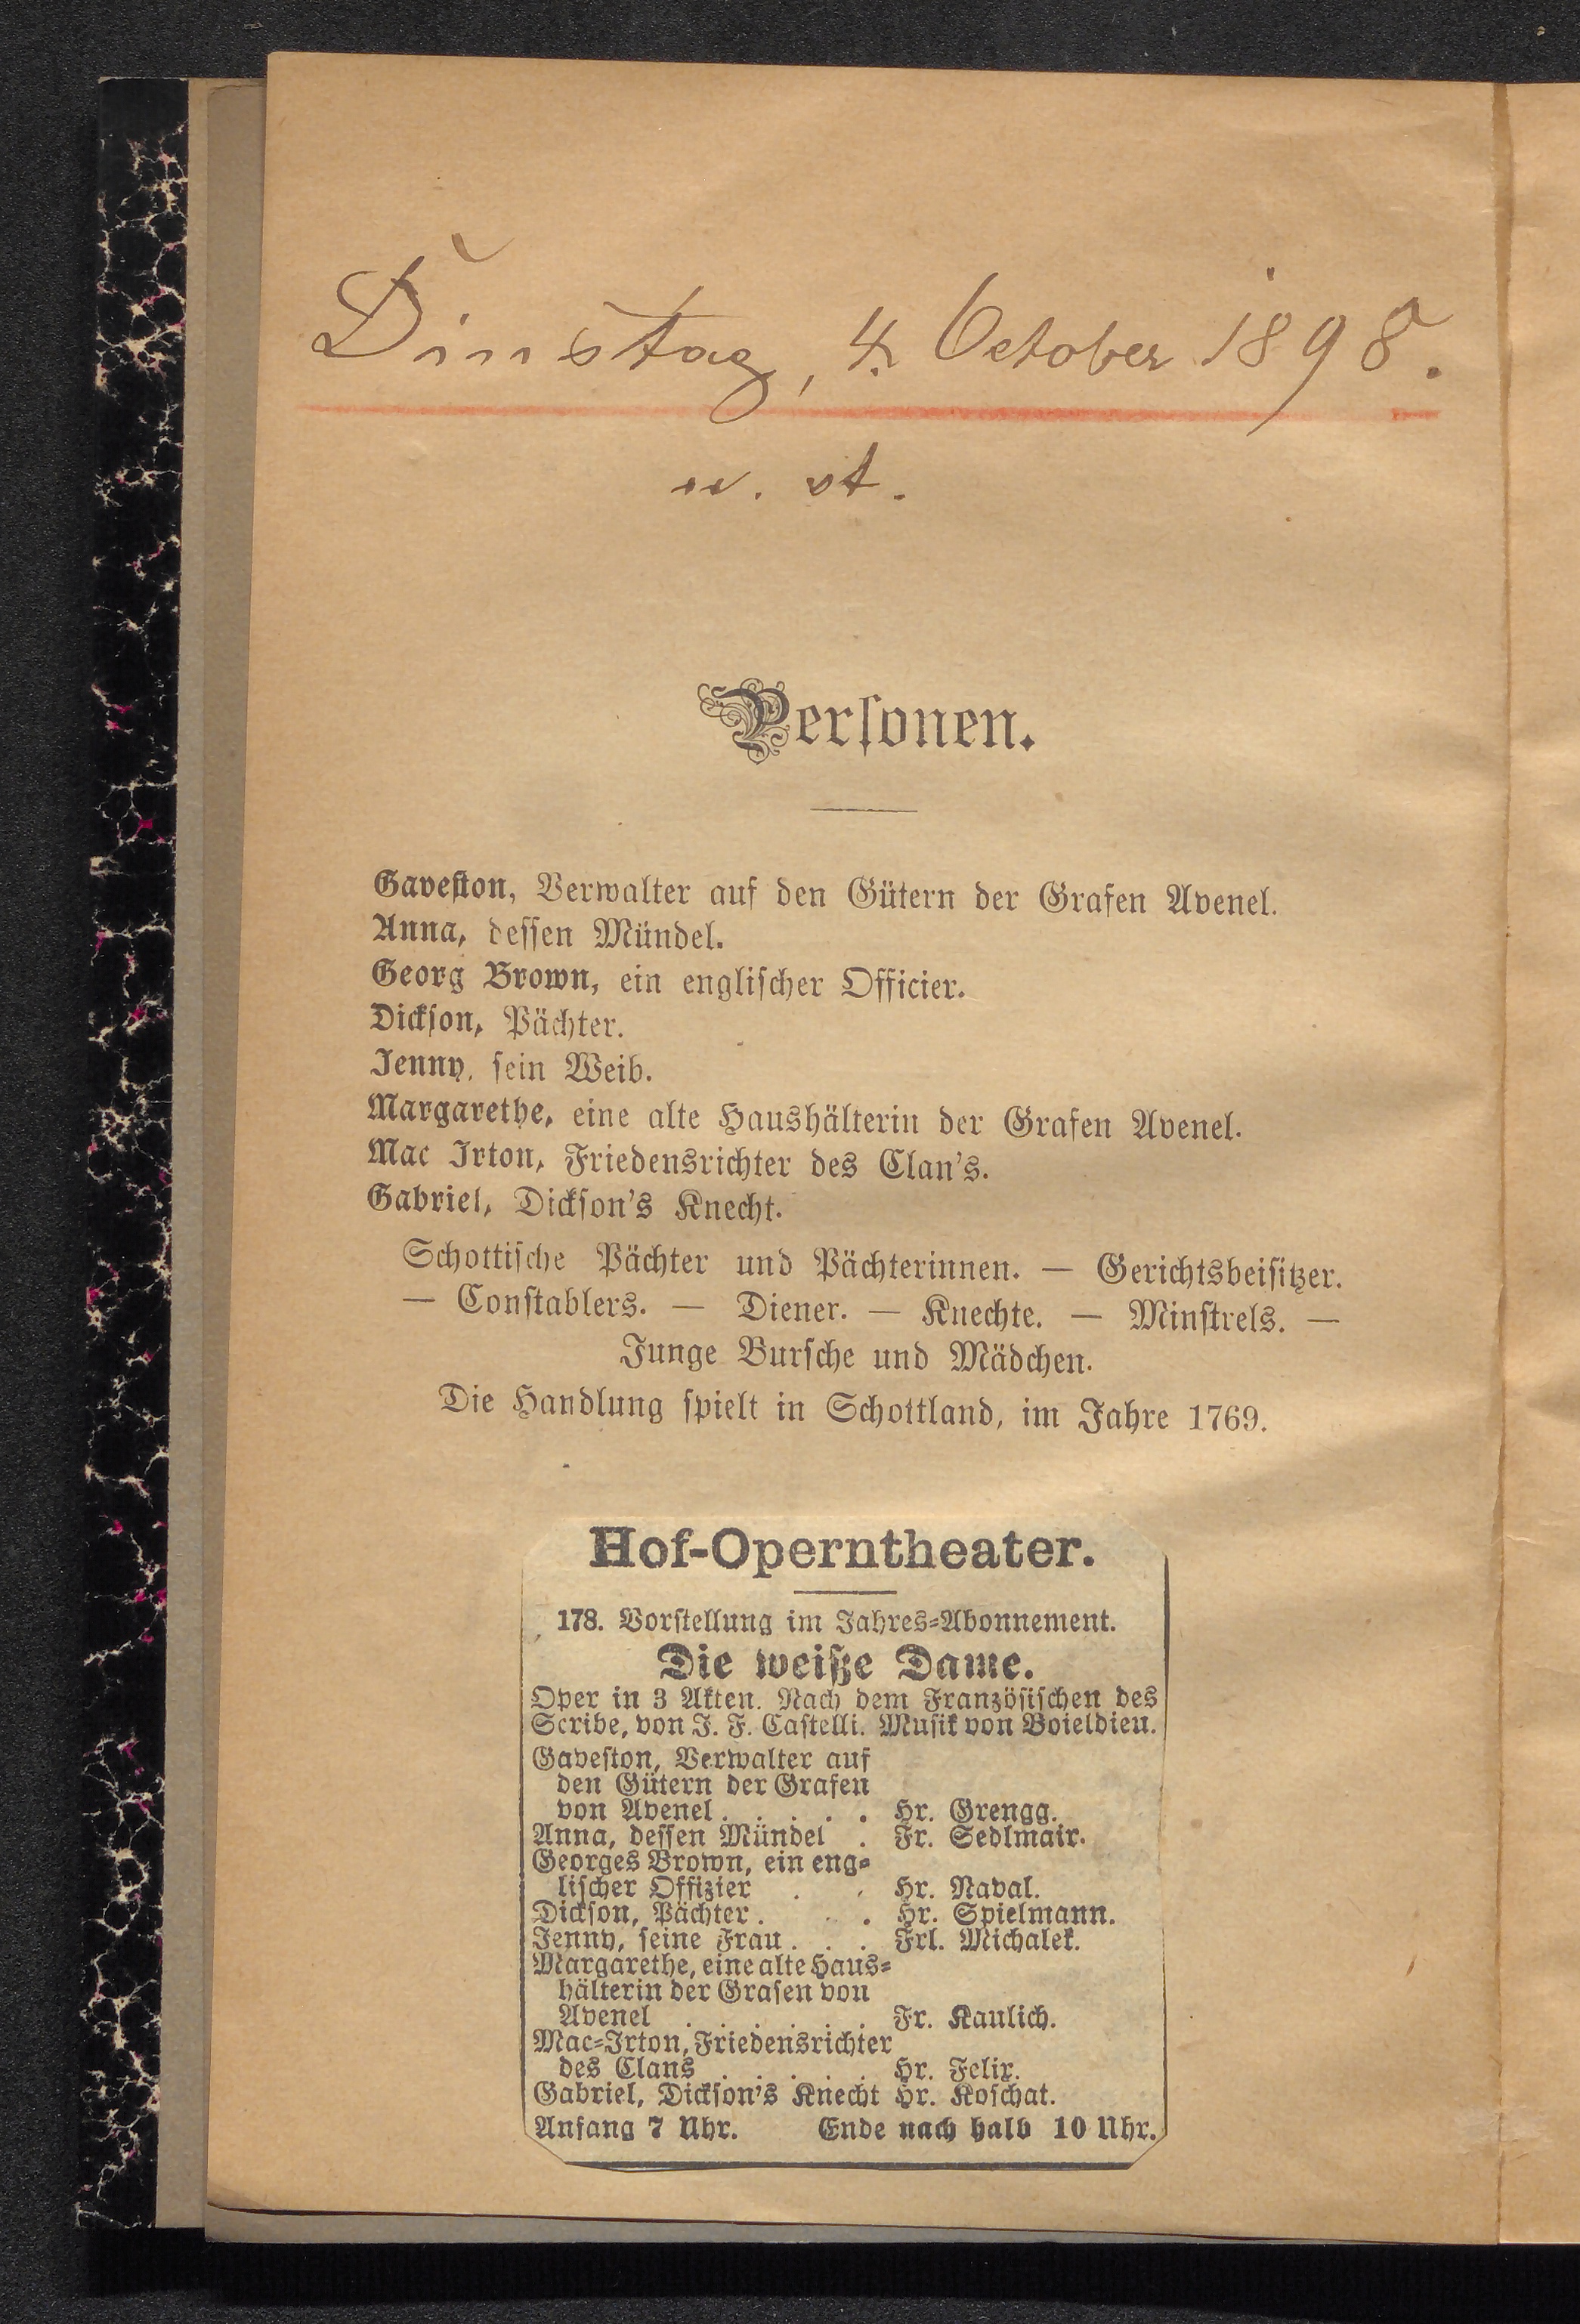 Dinstag, 4. October 1898.
Personen.
Gaveston, Verwalter auf den Gütern der Grafen Avenel.
Anna, dessen Mündel.
Georg Brown, ein englischer Officier.
Dickson, Pächter.
Jenny, sein Weib.
Margarethe, eine alte Haushälterin der Grafen Avenel.
Mac Irton, Friedensrichter des Clan's.
Gabriel, Dickson's Knecht.
Schottische Pächter und Pächterinnen. — Gerichtsbeisitzer.
— Constablers. — Diener. — Knechte. — Minstrels. —
Junge Bursche und Mädchen.
Die Handlung spielt in Schottland, im Jahre 1769.
Hof-Operntheater.
178. Vorstellung im Jahres-Abonnement.
Die weiße Dame.
Oper in 3 Akten. Nach dem Französischen des
Scribe, von J. F. Castelli. Musik von Boieldieu.
Gaveston, Verwalter auf
den Gütern der Grafen
von Avenel . . . . . Hr. Grengg.
Anna, dessen Mündel . Fr. Sedlmair.
Georges Brown, ein eng-
lischer Offizier . . Hr. Naval.
Dickson, Pächter . . . Hr. Spielmann.
Jenny, seine Frau . . . Frl. Michalek.
Margarethe, eine alte Haus-
hälterin der Grafen von
Avenel . . . . . . Fr. Kaulich.
Mac-Irton, Friedensrichter
des Clans . . . . . Hr. Felix.
Gabriel, Dickson's Knecht Hr. Koschat.
Anfang 7 Uhr. Ende nach halb 10 Uhr.